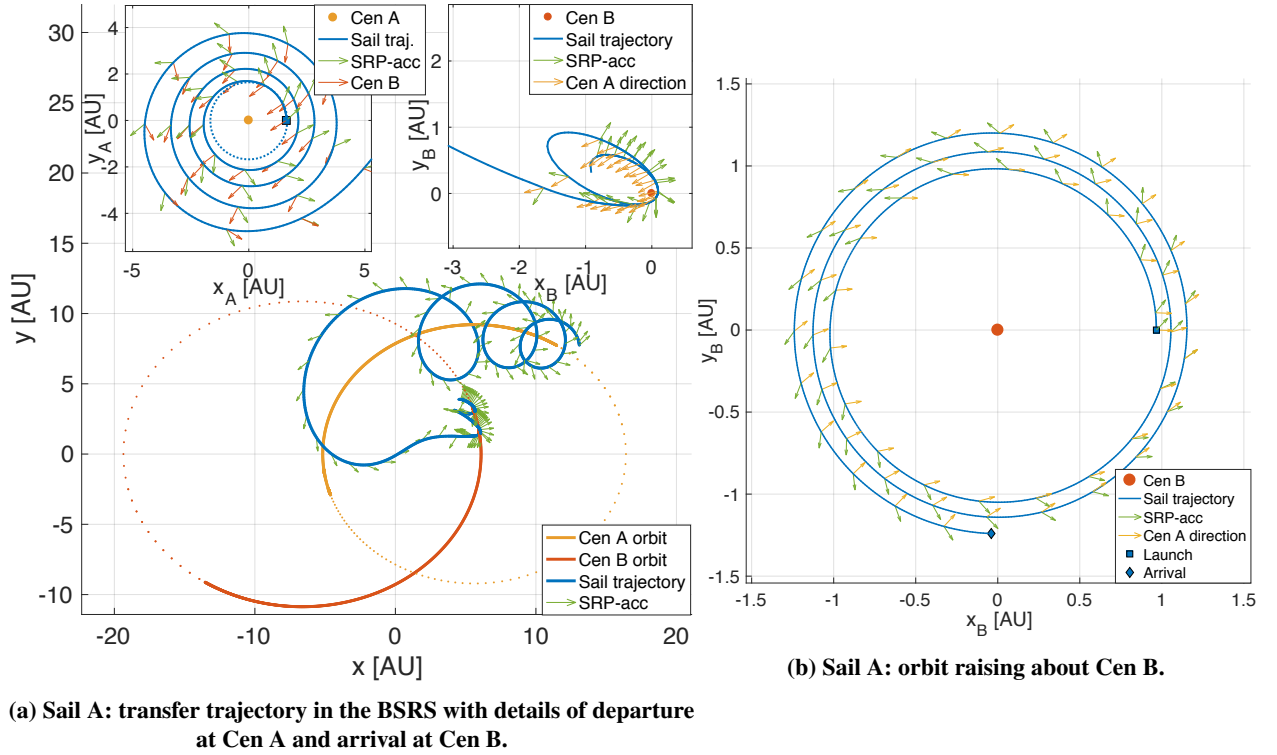 Cen A
Sail traj.
SRP-acc
Cen B
4
2
0
-2
-4
y_A [AU]
-5
0
5
x_A [AU]
Cen B
Sail trajectory
SRP-acc
Cen A direction
2
1
0
y_B [AU]
-3
-2
-1
0
x_B [AU]
30
25
20
15
10
5
0
-5
-10
y [AU]
-20
-10
0
10
20
x [AU]
Cen A orbit
Cen B orbit
Sail trajectory
SRP-acc
(a) Sail A: transfer trajectory in the BSRS with details of departure
at Cen A and arrival at Cen B.
1.5
1
0.5
0
-0.5
-1
-1.5
y_B [AU]
-1.5
-1
-0.5
0
0.5
1
1.5
x_B [AU]
Cen B
Sail trajectory
SRP-acc
Cen A direction
Launch
Arrival
(b) Sail A: orbit raising about Cen B.